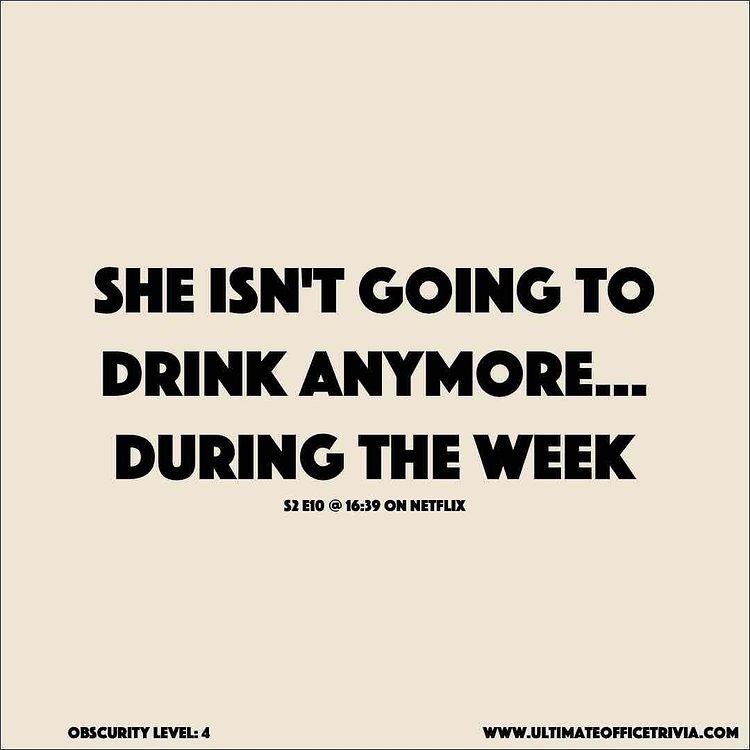 SHE ISN'T GOING TO
DRINK ANYMORE...
DURING THE WEEK
S2 E10 @ 16:39 ON NETFLIX
OBSCURITY LEVEL: 4
WWW.ULTIMATEOFFICETRIVIA.COM